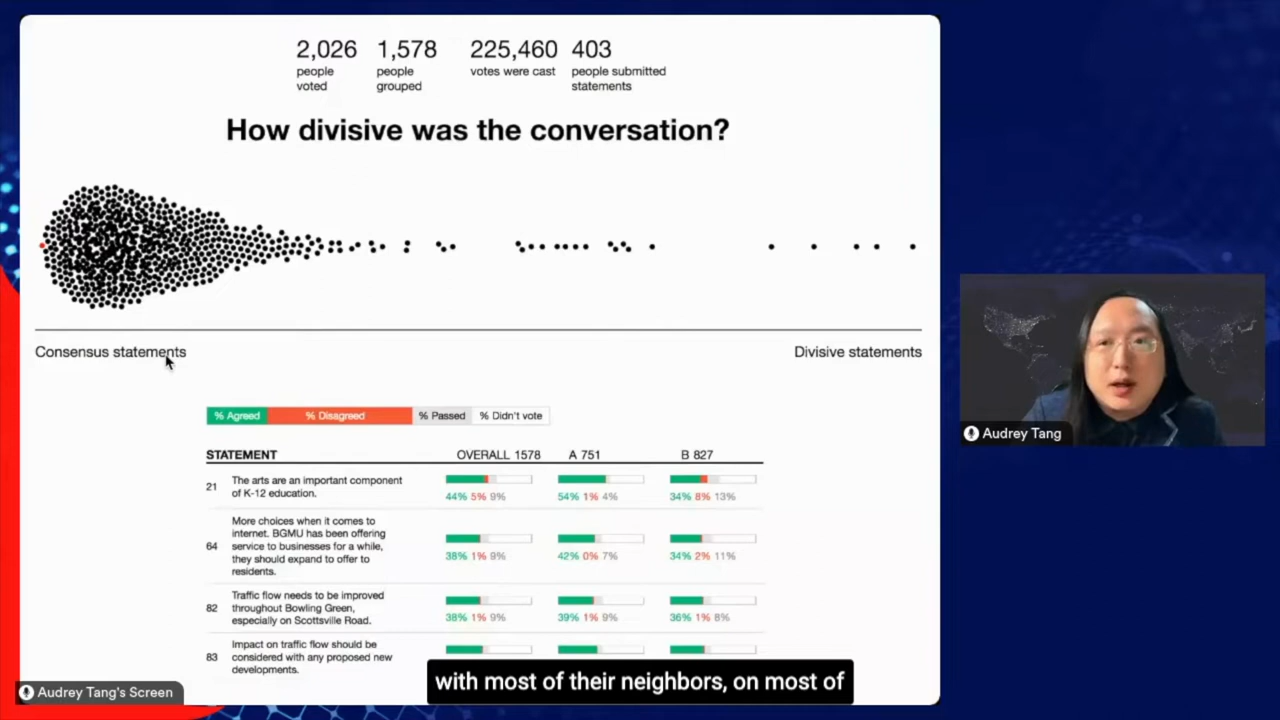 2,026 1,578 225,460 403
people voted people grouped votes were cast people submitted statements
How divisive was the conversation?
Consensus statements Divisive statements
% Agreed % Disagreed % Passed % Didn't vote
STATEMENT OVERALL 1578 A 751 B 827
21 The arts are an important component
of K-12 education.
44% 5% 9% 54% 1% 4% 34% 8% 13%
More choices when it comes to
internet. BGMU has been offering
64 service to businesses for a while,
they should expand to offer to
residents.
38% 1% 9% 42% 0% 7% 34% 2% 11%
Traffic flow needs to be improved
82 throughout Bowling Green,
especially on Scottsville Road.
38% 1% 9% 39% 1% 9% 36% 1% 8%
Impact on traffic flow should be
83 considered with any proposed new
developments.
with most of their neighbors, on most of
Audrey Tang's Screen
Audrey Tang